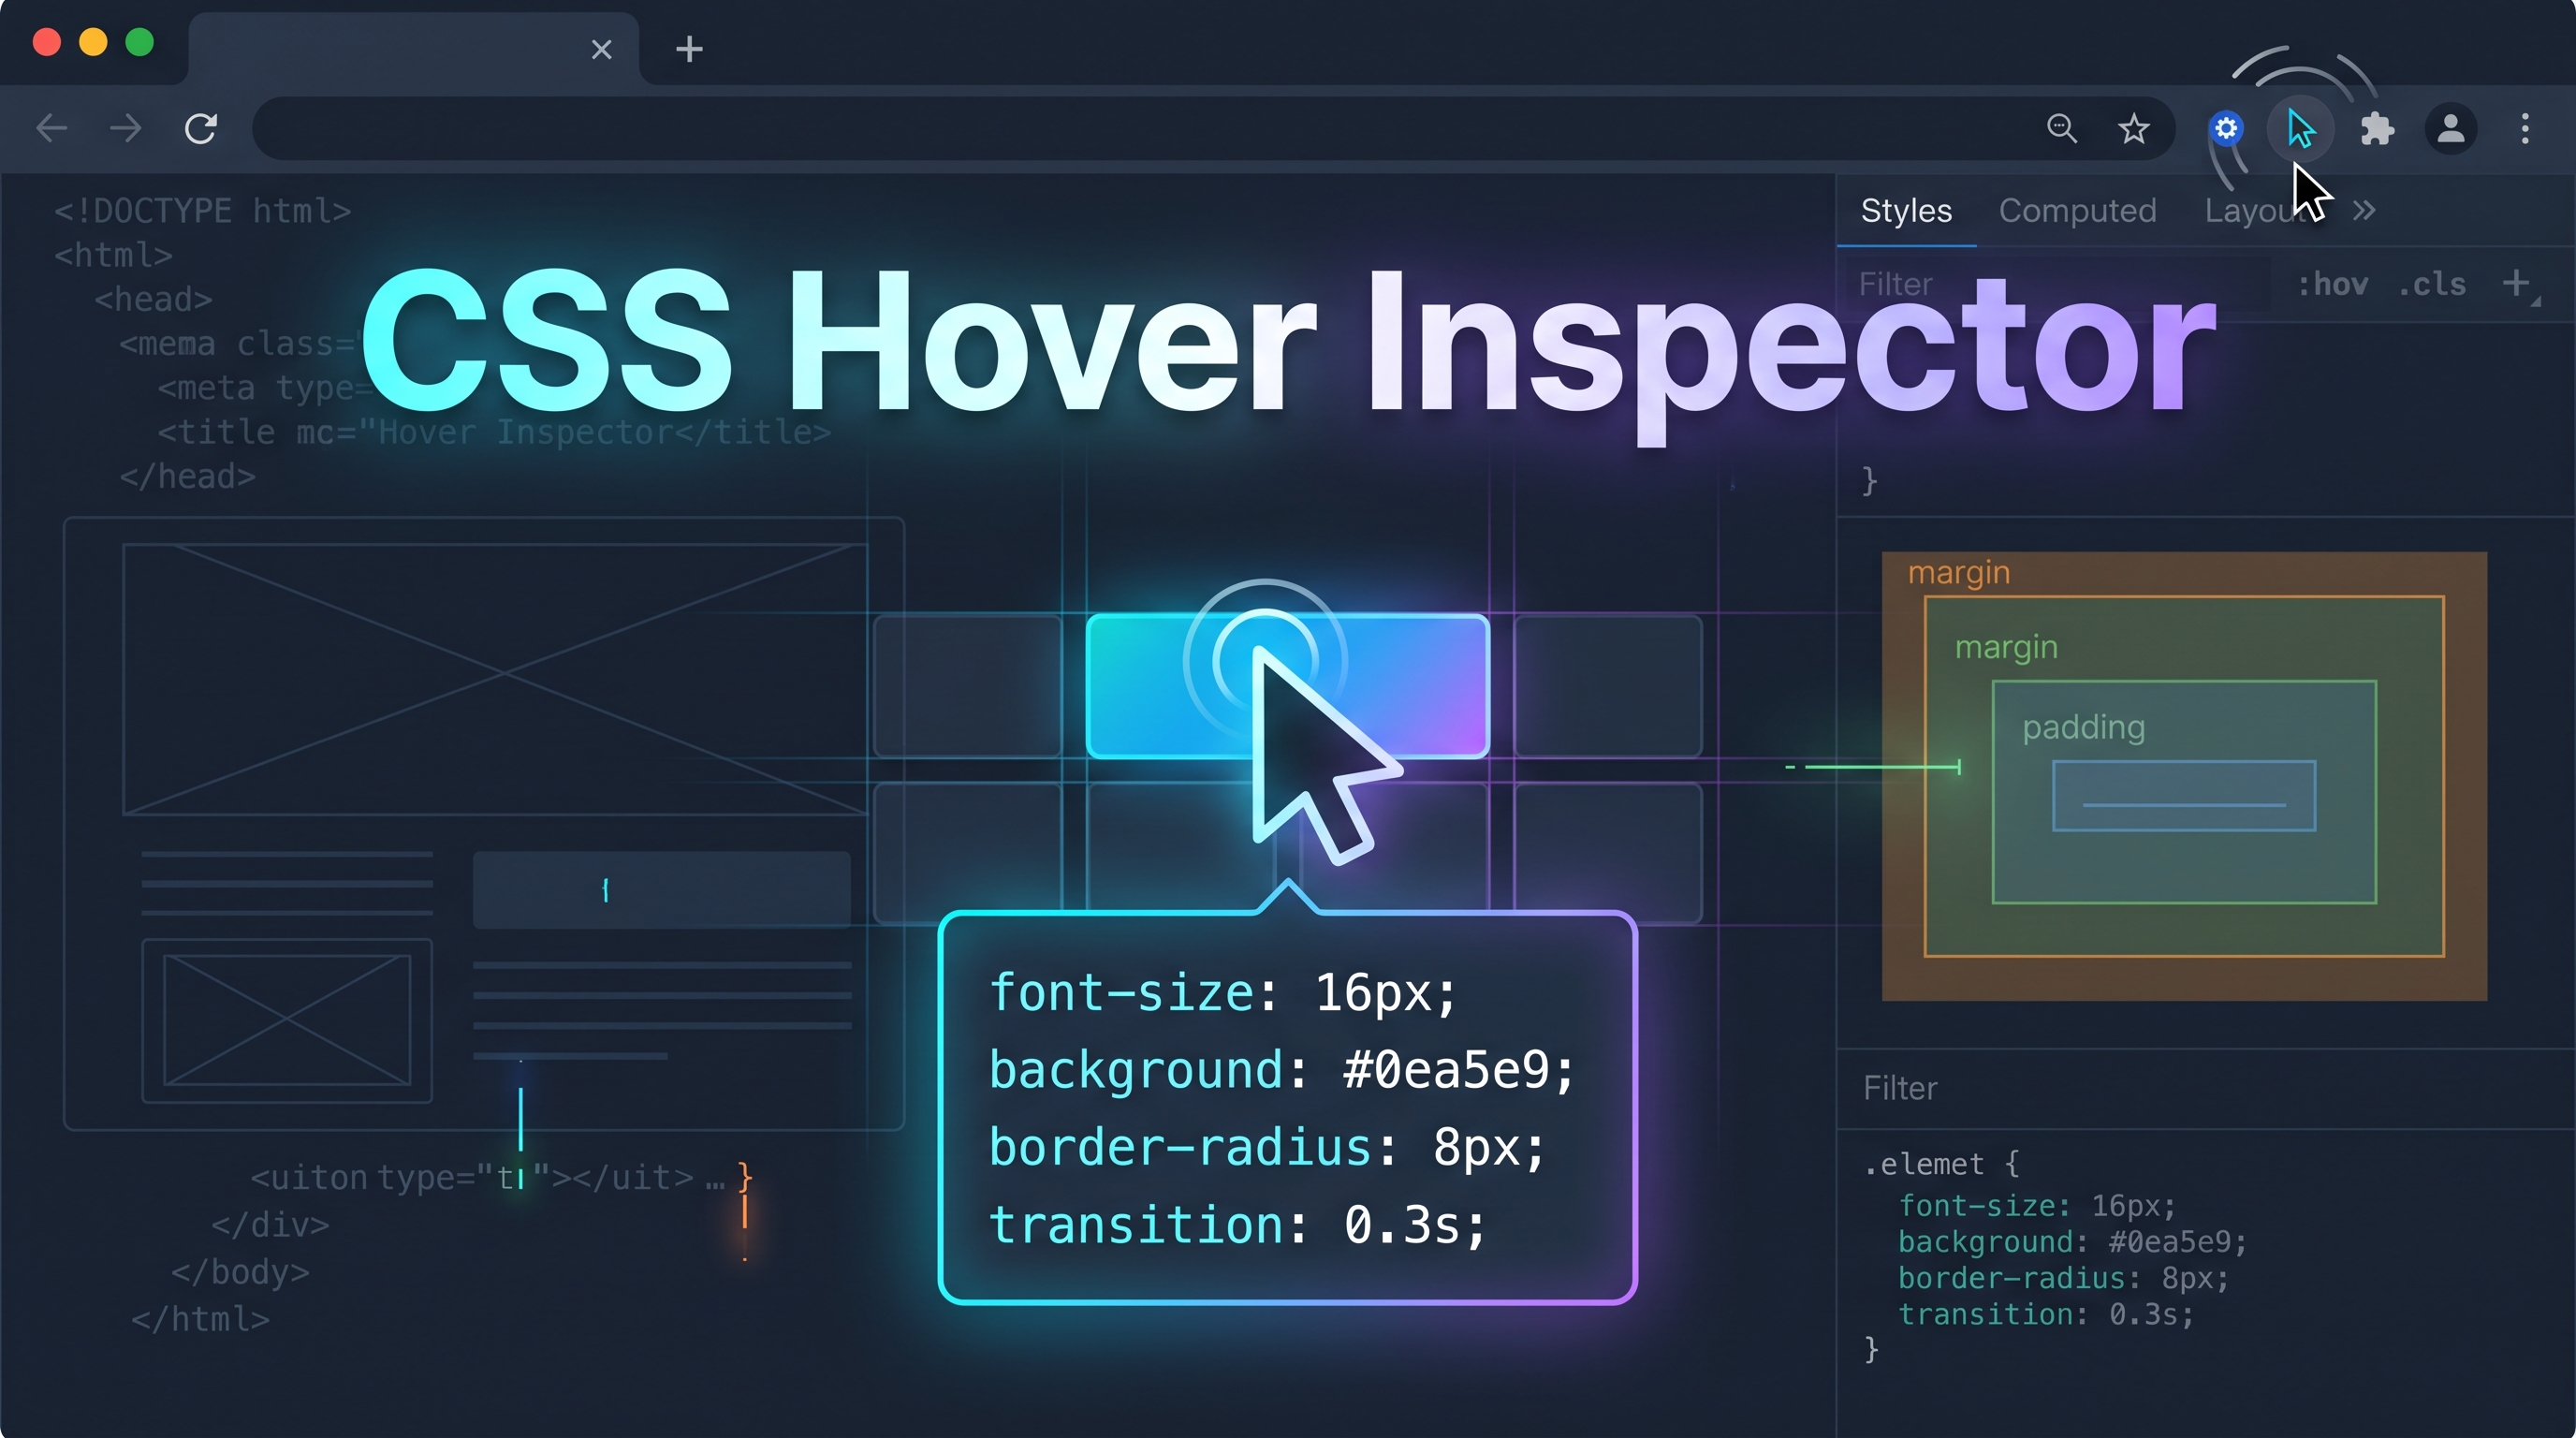 <!DOCTYPE html>
<html>
<head>
<mema class="
<meta type=
<title mc="Hover Inspector</title>
</head>
CSS Hover Inspector
Styles Computed Layout »
Filter :hov .cls +
}
margin
margin
padding
font-size: 16px;
background: #0ea5e9;
border-radius: 8px;
transition: 0.3s;
{
<uiton type="ti"></uit> … }
</div>
</body>
</html>
Filter
.elemet {
font-size: 16px;
background: #0ea5e9;
border-radius: 8px;
transition: 0.3s;
}